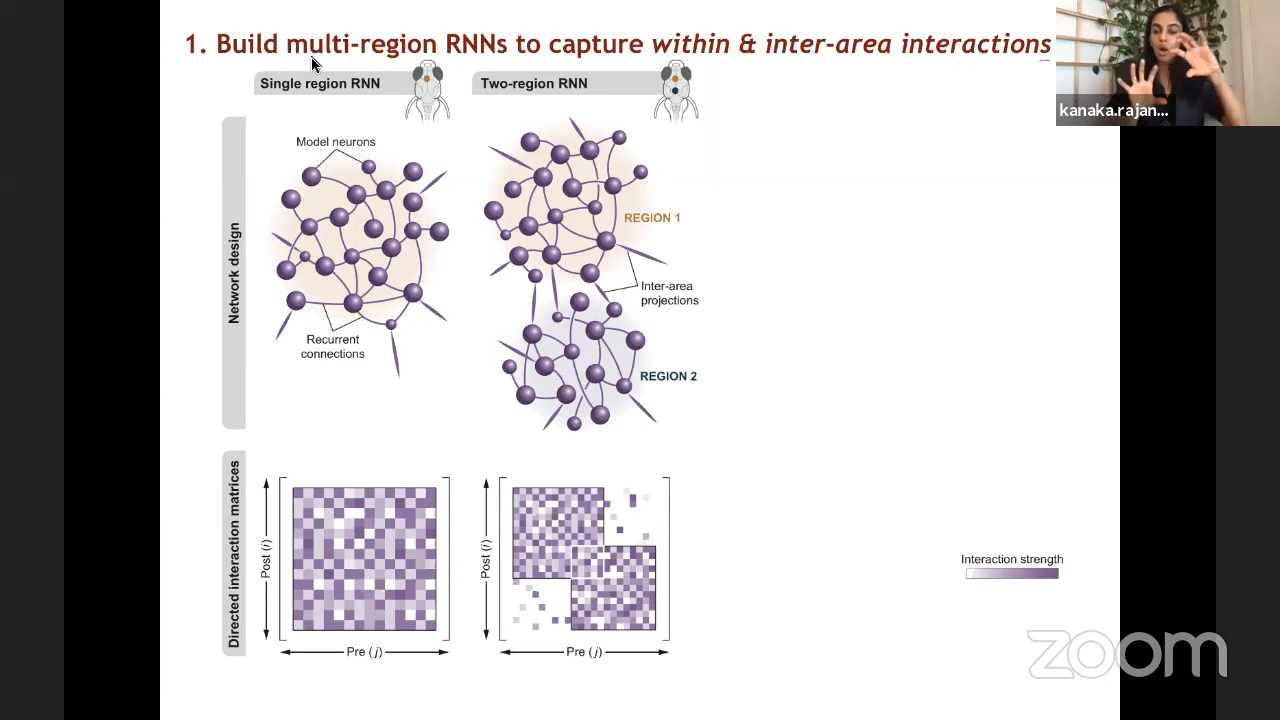 1. Build multi-region RNNs to capture within & inter-area interactions
kanaka.rajan...
Single region RNN
Two-region RNN
Network design
Model neurons
Recurrent
connections
REGION 1
Inter-area
projections
REGION 2
Directed interaction matrices
Post (i)
Pre (j)
Post (i)
Pre (j)
Interaction strength
zoom